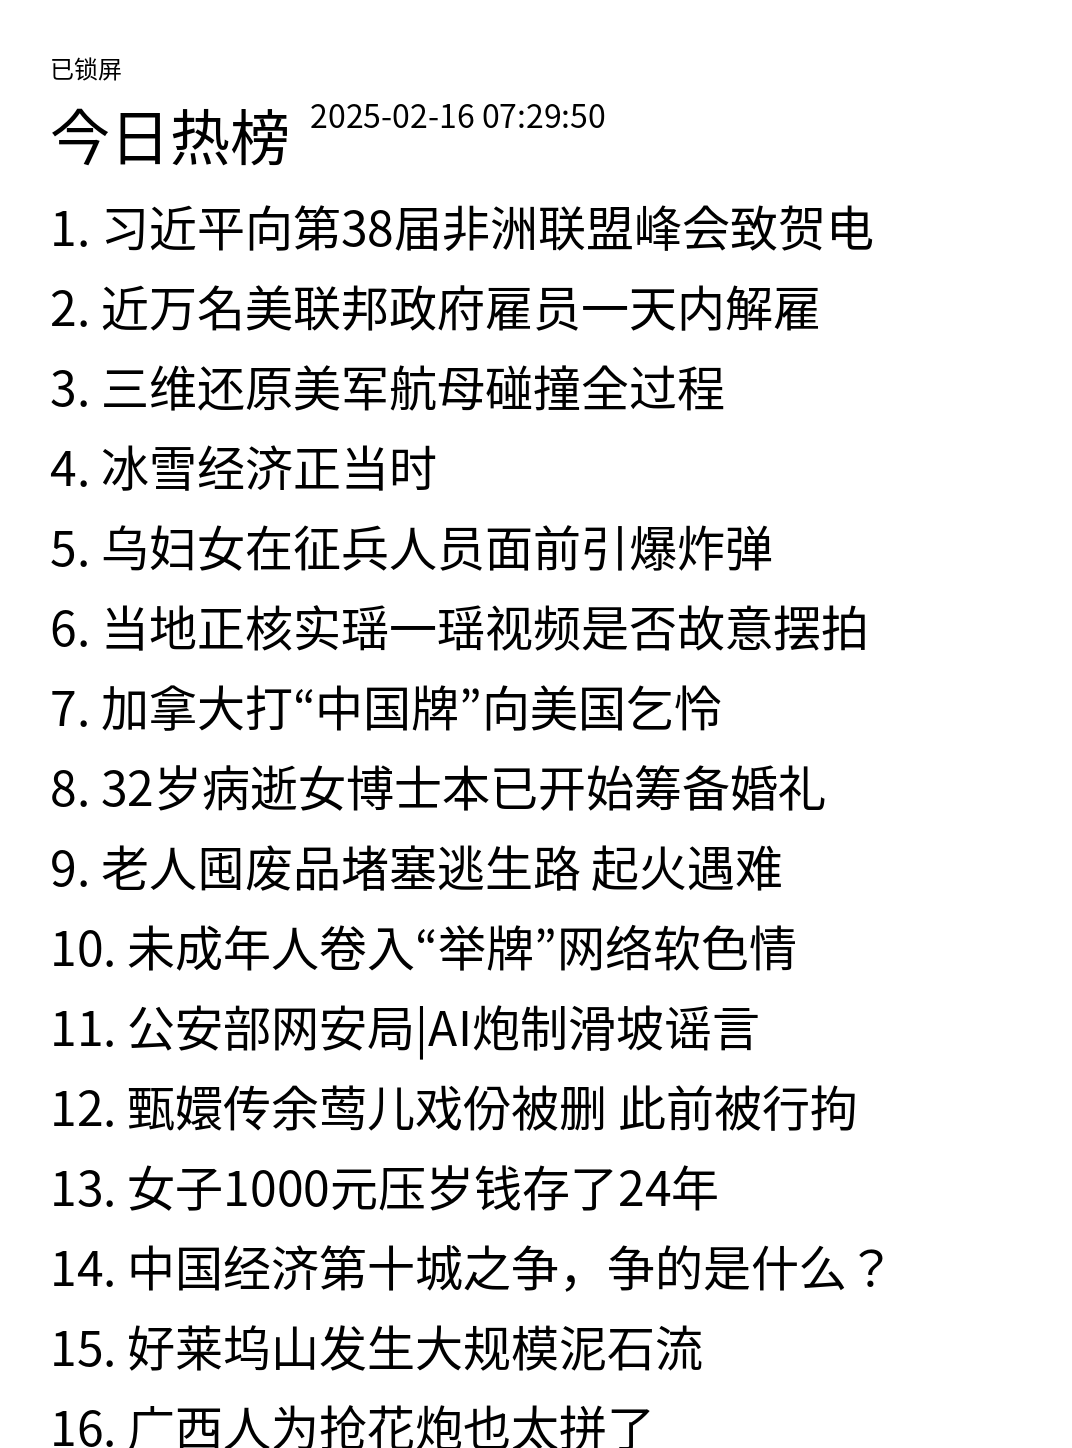 已锁屏
今日热榜 2025-02-16 07:29:50
1. 习近平向第38届非洲联盟峰会致贺电
2. 近万名美联邦政府雇员一天内解雇
3. 三维还原美军航母碰撞全过程
4. 冰雪经济正当时
5. 乌妇女在征兵人员面前引爆炸弹
6. 当地正核实瑶一瑶视频是否故意摆拍
7. 加拿大打“中国牌”向美国乞怜
8. 32岁病逝女博士本已开始筹备婚礼
9. 老人囤废品堵塞逃生路 起火遇难
10. 未成年人卷入“举牌”网络软色情
11. 公安部网安局|AI炮制滑坡谣言
12. 甄嬛传余莺儿戏份被删 此前被行拘
13. 女子1000元压岁钱存了24年
14. 中国经济第十城之争，争的是什么？
15. 好莱坞山发生大规模泥石流
16. 广西人为抢花炮也太拼了